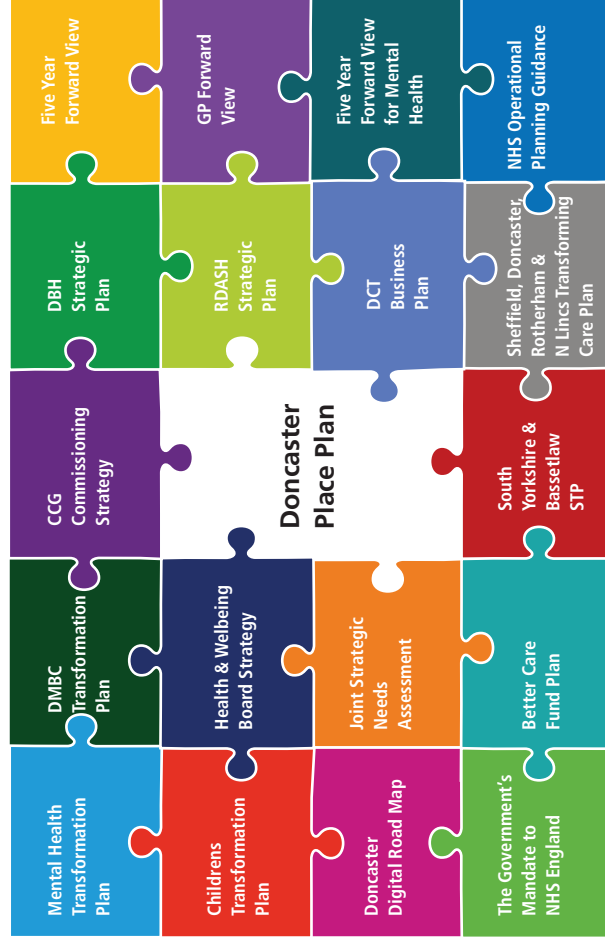 Mental Health
Transformation
Plan
DMBC
Transformation
Plan
CCG
Commissioning
Strategy
DBH
Strategic
Plan
Five Year
Forward View
Childrens
Transformation
Plan
Health & Wellbeing
Board Strategy
Doncaster
Place Plan
RDASH
Strategic
Plan
GP Forward
View
Doncaster
Digital Road Map
Joint Strategic
Needs
Assessment
DCT
Business
Plan
Five Year
Forward View
for Mental
Health
The Government's
Mandate to
NHS England
Better Care
Fund Plan
South
Yorkshire &
Bassetlaw
STP
Sheffield, Doncaster,
Rotherham &
N Lincs Transforming
Care Plan
NHS Operational
Planning Guidance